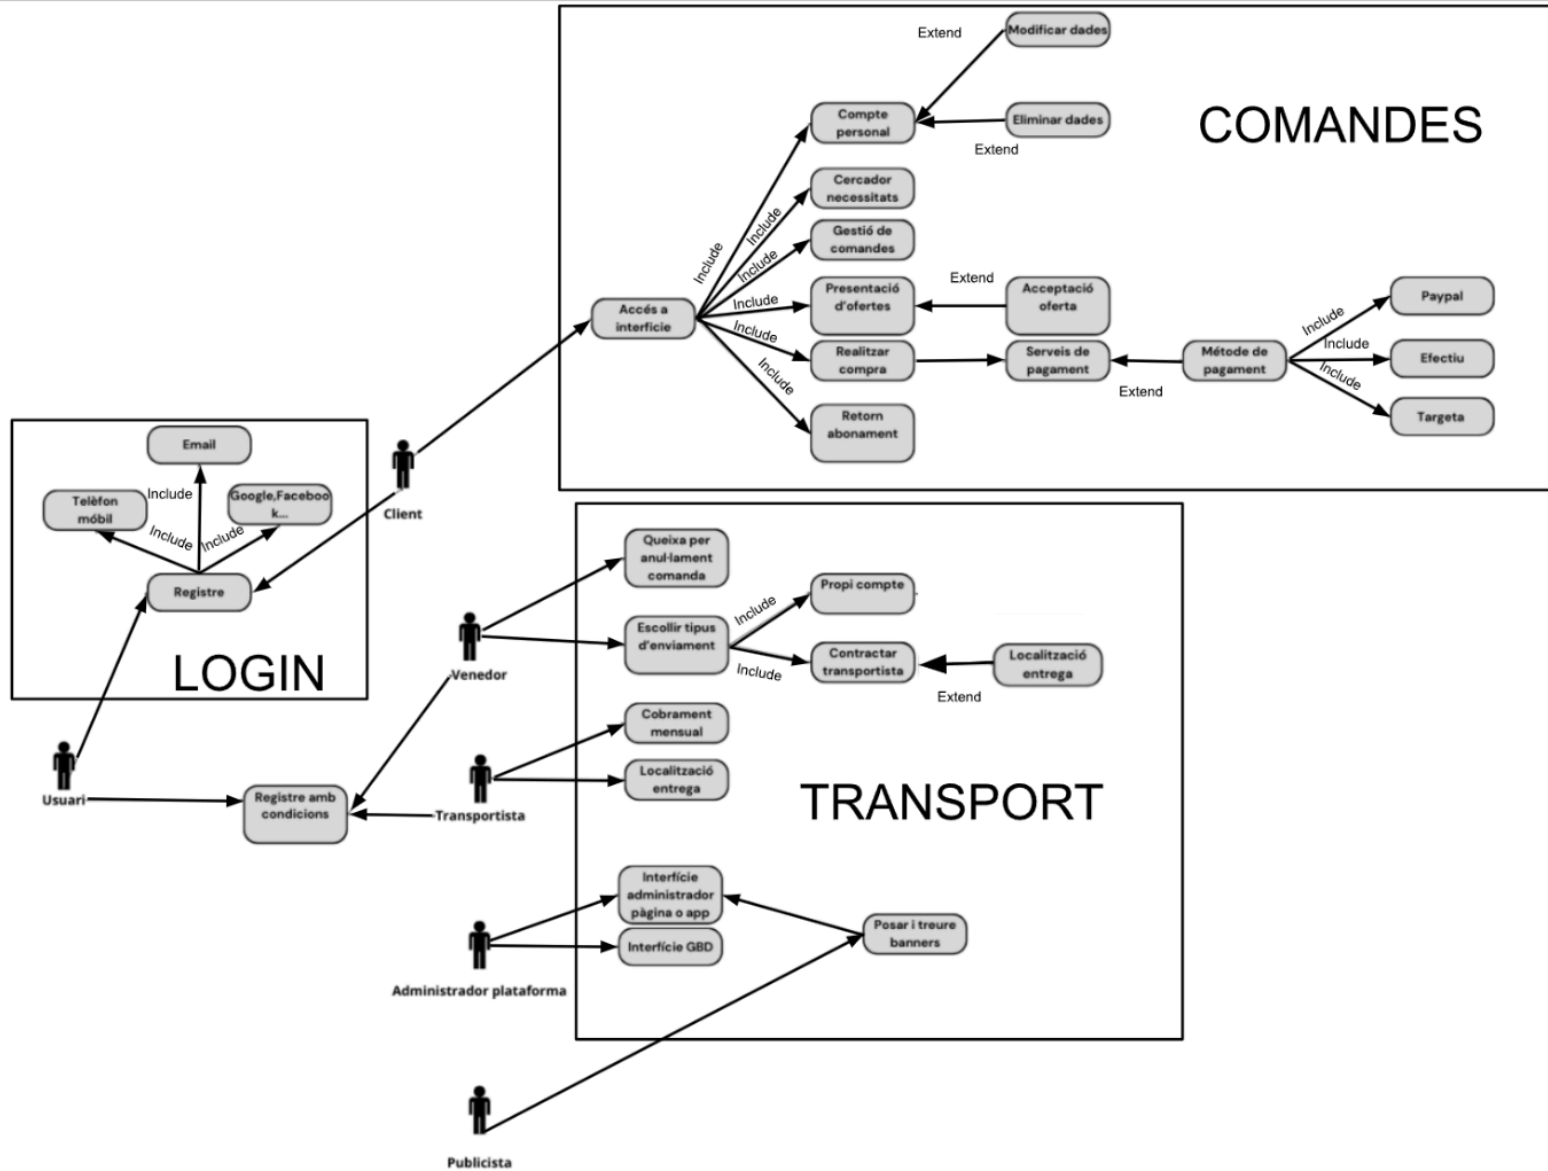 Extend
Modificar dades
Compte
personal
Eliminar dades
Extend
COMANDES
Cercador
necessitats
Include
Include
Gestió de
comandes
Include
Presentació
d'ofertes
Extend
Acceptació
oferta
Include
Accés a
interficie
Include
Realitzar
compra
Serveis de
pagament
Extend
Métode de
pagament
Include
Paypal
Include
Efectiu
Include
Targeta
Include
Retorn
abonament
Email
Telèfon
móbil
Include
Google,Faceboo
k...
Include
Include
Registre
LOGIN
Client
Queixa per
anul·lament
comanda
Venedor
Escollir tipus
d'enviament
Include
Propi compte
Include
Contractar
transportista
Extend
Localització
entrega
Cobrament
mensual
Localització
entrega
Usuari
Registre amb
condicions
Transportista
TRANSPORT
Interfície
administrador
pàgina o app
Interfície GBD
Posar i treure
banners
Administrador plataforma
Publicista